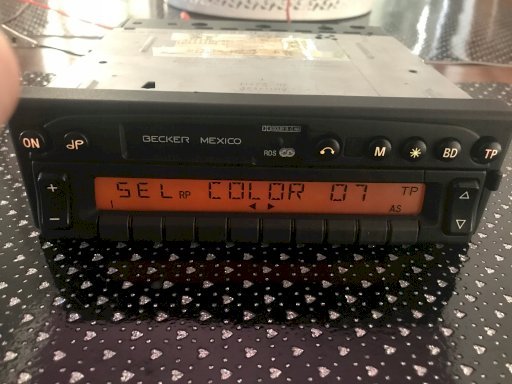 ON
BECKER MEXICO
RDS
M
BD
TP
+
SEL RP COLOR 07 TP
−
AS